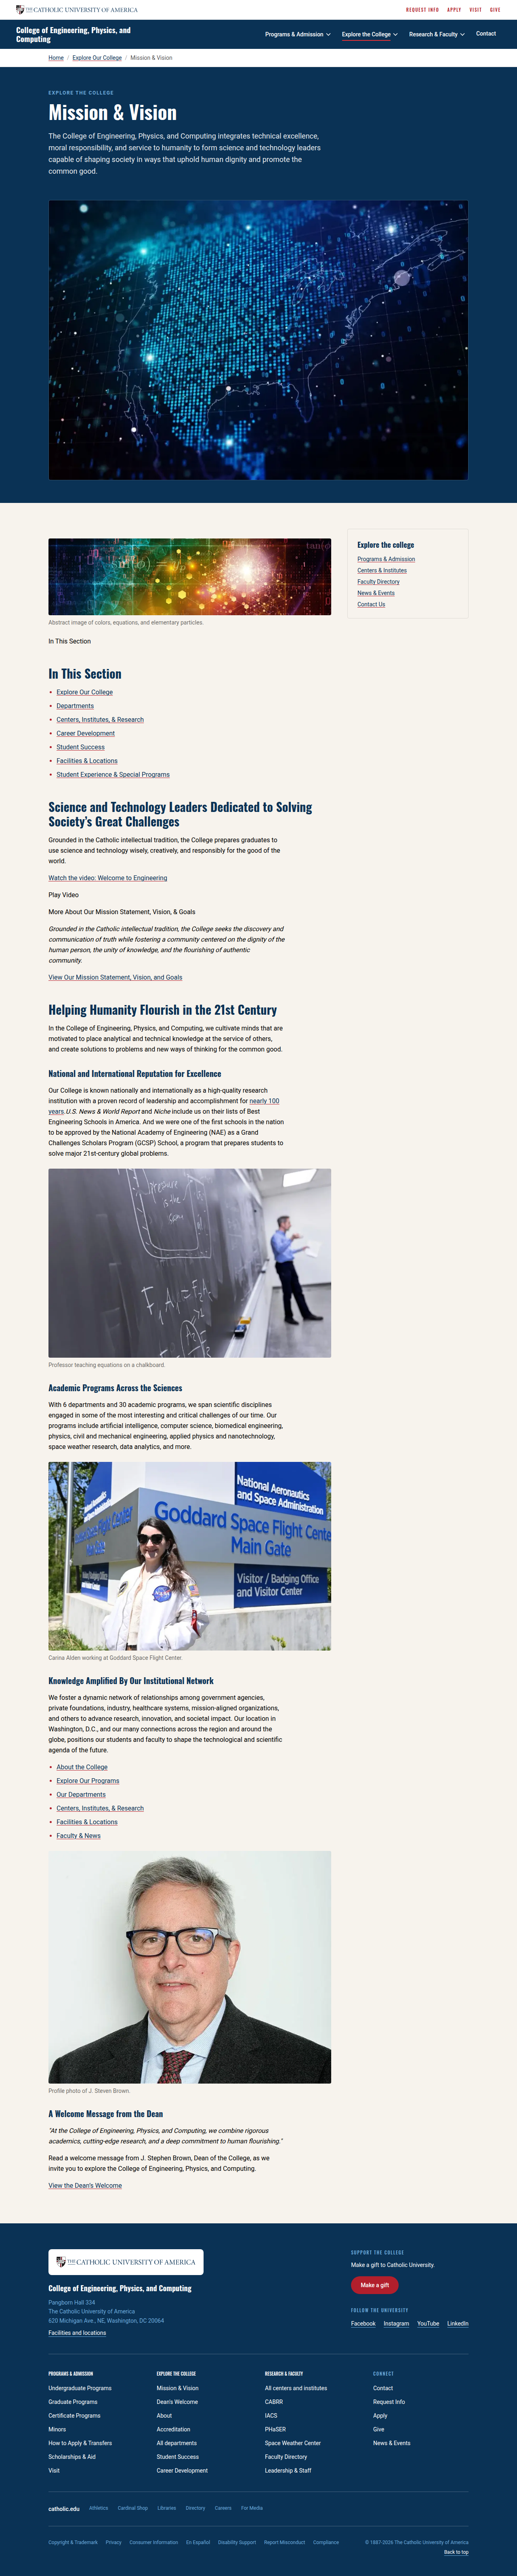 THE CATHOLIC UNIVERSITY OF AMERICA
REQUEST INFO APPLY VISIT GIVE
College of Engineering, Physics, and
Computing
Programs & Admission Explore the College Research & Faculty Contact
Home / Explore Our College / Mission & Vision
EXPLORE THE COLLEGE
Mission & Vision
The College of Engineering, Physics, and Computing integrates technical excellence,
moral responsibility, and service to humanity to form science and technology leaders
capable of shaping society in ways that uphold human dignity and promote the
common good.
Abstract image of colors, equations, and elementary particles.
In This Section
In This Section
Explore Our College
Departments
Centers, Institutes, & Research
Career Development
Student Success
Facilities & Locations
Student Experience & Special Programs
Explore the college
Programs & Admission
Centers & Institutes
Faculty Directory
News & Events
Contact Us
Science and Technology Leaders Dedicated to Solving
Society's Great Challenges
Grounded in the Catholic intellectual tradition, the College prepares graduates to
use science and technology wisely, creatively, and responsibly for the good of the
world.
Watch the video: Welcome to Engineering
Play Video
More About Our Mission Statement, Vision, & Goals
Grounded in the Catholic intellectual tradition, the College seeks the discovery and
communication of truth while fostering a community centered on the dignity of the
human person, the unity of knowledge, and the flourishing of authentic
community.
View Our Mission Statement, Vision, and Goals
Helping Humanity Flourish in the 21st Century
In the College of Engineering, Physics, and Computing, we cultivate minds that are
motivated to place analytical and technical knowledge at the service of others,
and create solutions to problems and new ways of thinking for the common good.
National and International Reputation for Excellence
Our College is known nationally and internationally as a high-quality research
institution with a proven record of leadership and accomplishment for nearly 100
years. U.S. News & World Report and Niche include us on their lists of Best
Engineering Schools in America. And we were one of the first schools in the nation
to be approved by the National Academy of Engineering (NAE) as a Grand
Challenges Scholars Program (GCSP) School, a program that prepares students to
solve major 21st-century global problems.
Professor teaching equations on a chalkboard.
Academic Programs Across the Sciences
With 6 departments and 30 academic programs, we span scientific disciplines
engaged in some of the most interesting and critical challenges of our time. Our
programs include artificial intelligence, computer science, biomedical engineering,
physics, civil and mechanical engineering, applied physics and nanotechnology,
space weather research, data analytics, and more.
National Aeronautics
and Space Administration
Goddard Space Flight Center
Main Gate
Visitor / Badging Office
and Visitor Center
Carina Alden working at Goddard Space Flight Center.
Knowledge Amplified By Our Institutional Network
We foster a dynamic network of relationships among government agencies,
private foundations, industry, healthcare systems, mission-aligned organizations,
and others to advance research, innovation, and societal impact. Our location in
Washington, D.C., and our many connections across the region and around the
globe, positions our students and faculty to shape the technological and scientific
agenda of the future.
About the College
Explore Our Programs
Our Departments
Centers, Institutes, & Research
Facilities & Locations
Faculty & News
Profile photo of J. Steven Brown.
A Welcome Message from the Dean
"At the College of Engineering, Physics, and Computing, we combine rigorous
academics, cutting-edge research, and a deep commitment to human flourishing."
Read a welcome message from J. Stephen Brown, Dean of the College, as we
invite you to explore the College of Engineering, Physics, and Computing.
View the Dean's Welcome
THE CATHOLIC UNIVERSITY OF AMERICA
College of Engineering, Physics, and Computing
Pangborn Hall 334
The Catholic University of America
620 Michigan Ave., NE, Washington, DC 20064
Facilities and locations
SUPPORT THE COLLEGE
Make a gift to Catholic University.
Make a gift
FOLLOW THE UNIVERSITY
Facebook Instagram YouTube LinkedIn
PROGRAMS & ADMISSION
Undergraduate Programs
Graduate Programs
Certificate Programs
Minors
How to Apply & Transfers
Scholarships & Aid
Visit
EXPLORE THE COLLEGE
Mission & Vision
Dean's Welcome
About
Accreditation
All departments
Student Success
Career Development
RESEARCH & FACULTY
All centers and institutes
CABRR
IACS
PHaSER
Space Weather Center
Faculty Directory
Leadership & Staff
CONNECT
Contact
Request Info
Apply
Give
News & Events
catholic.edu Athletics Cardinal Shop Libraries Directory Careers For Media
Copyright & Trademark Privacy Consumer Information En Español Disability Support Report Misconduct Compliance © 1887-2026 The Catholic University of America
Back to top